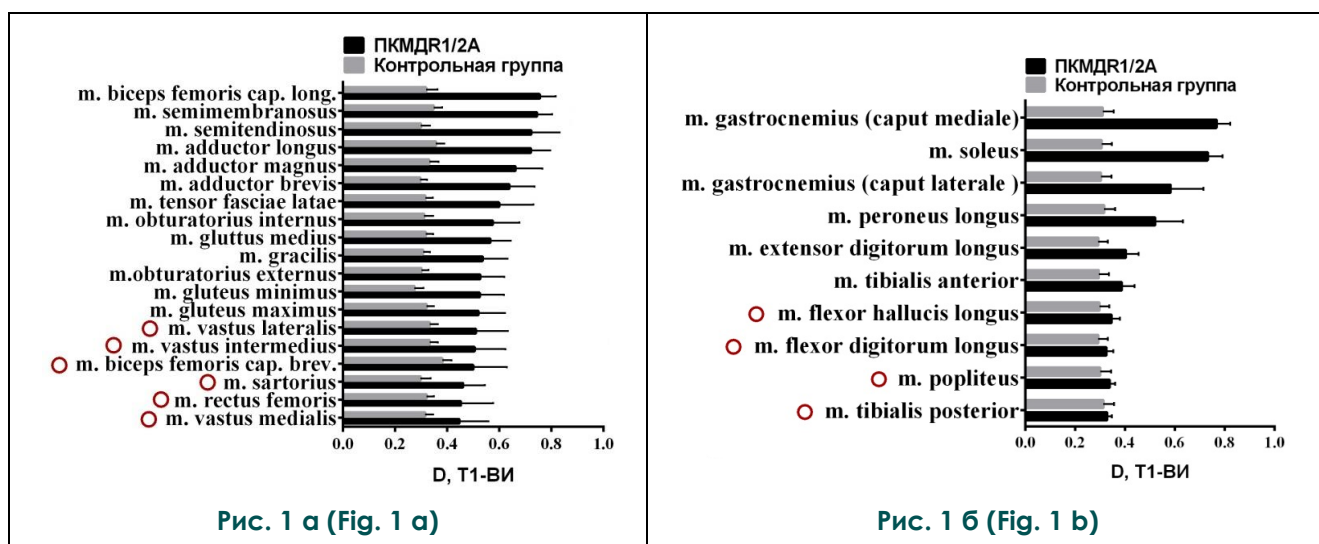 ПКМДR1/2A
Контрольная группа
m. biceps femoris cap. long.
m. semimembranosus
m. semitendinosus
m. adductor longus
m. adductor magnus
m. adductor brevis
m. tensor fasciae latae
m. obturatorius internus
m. gluttus medius
m. gracilis
m.obturatorius externus
m. gluteus minimus
m. gluteus maximus
m. vastus lateralis
m. vastus intermedius
m. biceps femoris cap. brev.
m. sartorius
m. rectus femoris
m. vastus medialis
0.0 0.2 0.4 0.6 0.8 1.0
D, T1-ВИ
Рис. 1 а (Fig. 1 a)
ПКМДR1/2A
Контрольная группа
m. gastrocnemius (caput mediale)
m. soleus
m. gastrocnemius (caput laterale )
m. peroneus longus
m. extensor digitorum longus
m. tibialis anterior
m. flexor hallucis longus
m. flexor digitorum longus
m. popliteus
m. tibialis posterior
0.0 0.2 0.4 0.6 0.8 1.0
D, T1-ВИ
Рис. 1 б (Fig. 1 b)